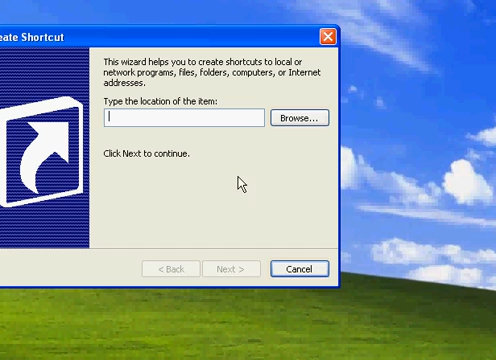 eate Shortcut
This wizard helps you to create shortcuts to local or
network programs, files, folders, computers, or Internet
addresses.
Type the location of the item:
Browse...
Click Next to continue.
< Back
Next >
Cancel